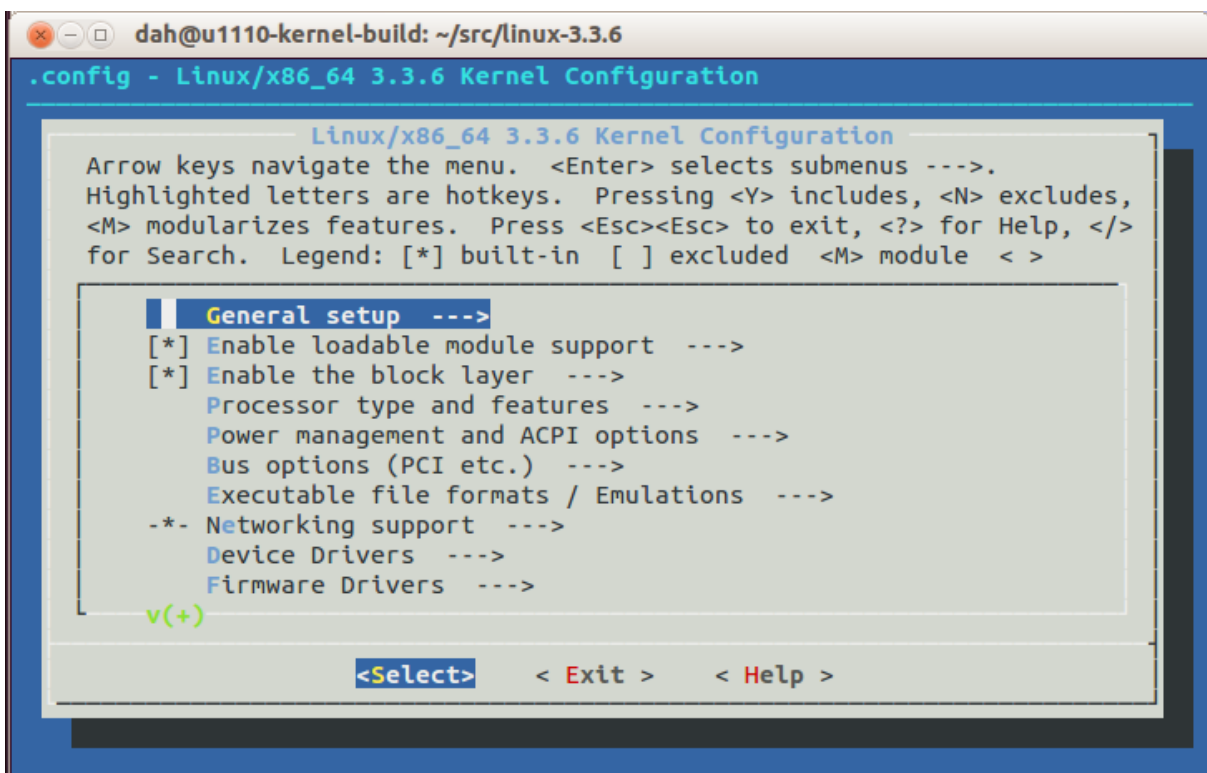 dah@u1110-kernel-build: ~/src/linux-3.3.6
.config - Linux/x86_64 3.3.6 Kernel Configuration
Linux/x86_64 3.3.6 Kernel Configuration
Arrow keys navigate the menu.  <Enter> selects submenus --->.
Highlighted letters are hotkeys.  Pressing <Y> includes, <N> excludes,
<M> modularizes features.  Press <Esc><Esc> to exit, <?> for Help, </>
for Search.  Legend: [*] built-in  [ ] excluded  <M> module  < >
General setup  --->
[*] Enable loadable module support  --->
[*] Enable the block layer  --->
Processor type and features  --->
Power management and ACPI options  --->
Bus options (PCI etc.)  --->
Executable file formats / Emulations  --->
-*- Networking support  --->
Device Drivers  --->
Firmware Drivers  --->
v(+)
<Select>    < Exit >    < Help >